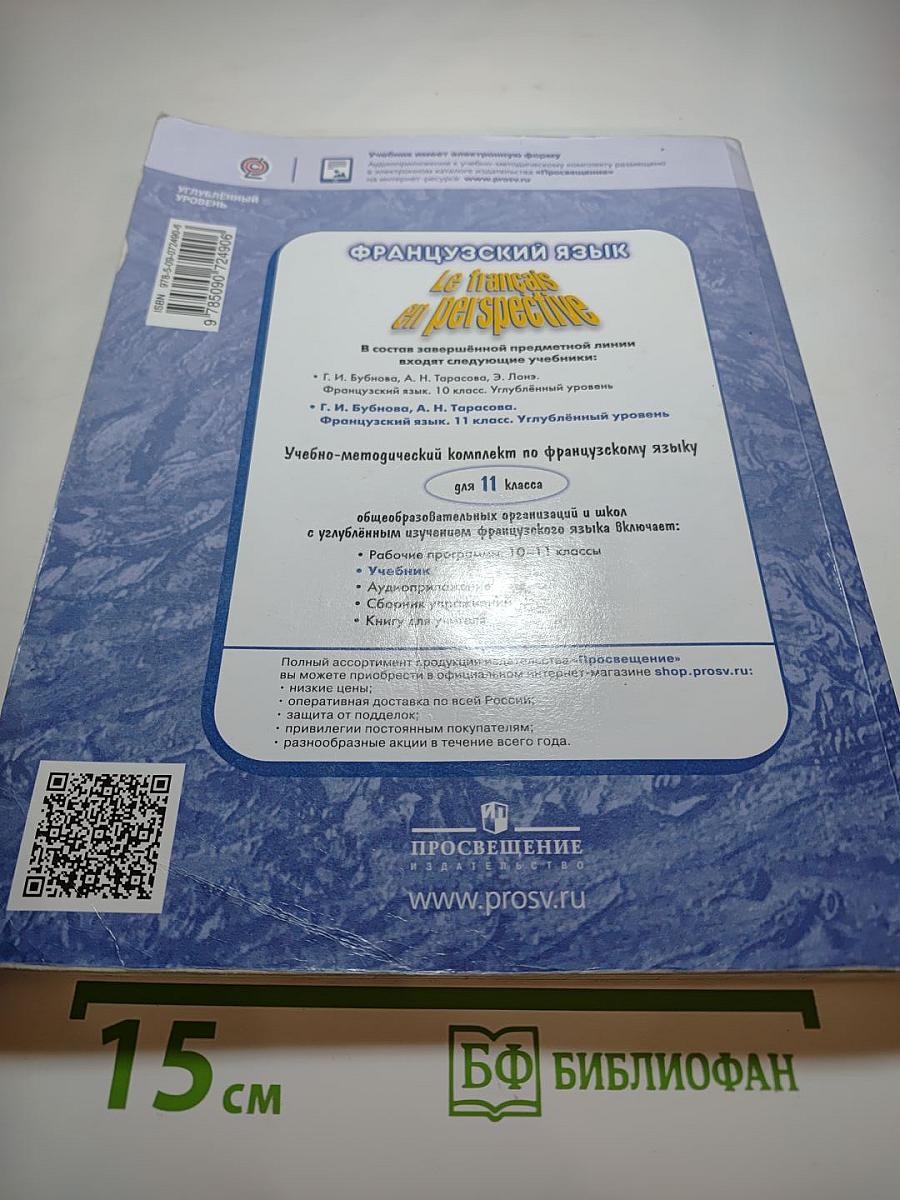 Учебник имеет электронную форму
Аудиоприложение к учебно-методическому комплекту размещено
в электронном каталоге издательства «Просвещение»
на интернет-ресурсе www.prosv.ru
УГЛУБЛЁННЫЙ
УРОВЕНЬ
ISBN 978-5-09-072490-6
9 785090 724906
ФРАНЦУЗСКИЙ ЯЗЫК
Le français
en perspective
В состав завершённой предметной линии
входят следующие учебники:
• Г. И. Бубнова, А. Н. Тарасова, Э. Лонэ.
Французский язык. 10 класс. Углублённый уровень
• Г. И. Бубнова, А. Н. Тарасова.
Французский язык. 11 класс. Углублённый уровень
Учебно-методический комплект по французскому языку
для 11 класса
общеобразовательных организаций и школ
с углублённым изучением французского языка включает:
• Рабочие программы. 10–11 классы
• Учебник
• Аудиоприложение
• Сборник упражнений
• Книгу для учителя
Полный ассортимент продукции издательства «Просвещение»
вы можете приобрести в официальном интернет-магазине shop.prosv.ru:
· низкие цены;
· оперативная доставка по всей России;
· защита от подделок;
· привилегии постоянным покупателям;
· разнообразные акции в течение всего года.
ПРОСВЕЩЕНИЕ
ИЗДАТЕЛЬСТВО
www.prosv.ru
15 см
БФ БИБЛИОФАН